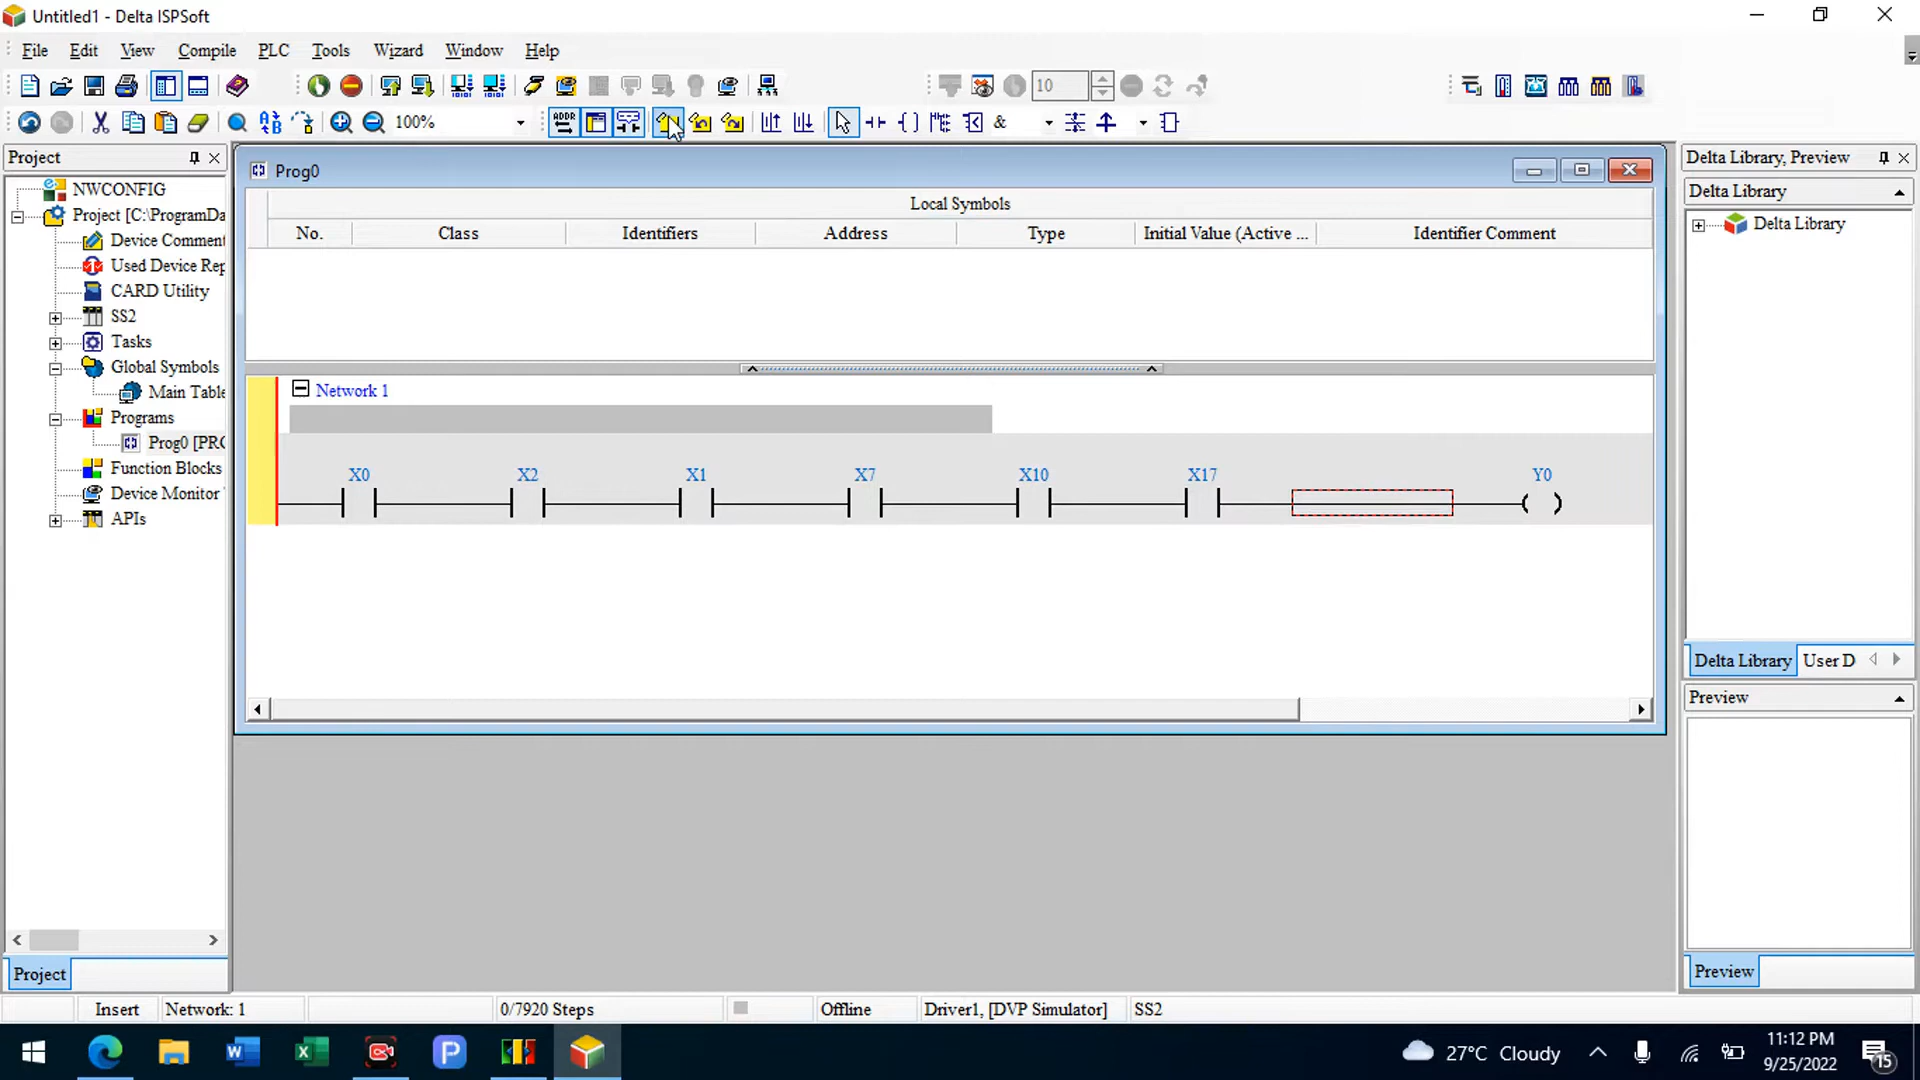 Untitled1 - Delta ISPSoft
File Edit View Compile PLC Tools Wizard Window Help
10
ADDR
100%
&
Project
NWCONFIG
Project [C:\ProgramDa
Device Comment
Used Device Rep
CARD Utility
SS2
Tasks
Global Symbols
Main Table
Programs
Prog0 [PRO
Function Blocks
Device Monitor
APIs
Project
Prog0
Local Symbols
No. Class Identifiers Address Type Initial Value (Active ... Identifier Comment
Network 1
X0 X2 X1 X7 X10 X17 Y0
Delta Library, Preview
Delta Library
Delta Library
Delta Library User D
Preview
Preview
Insert Network: 1 0/7920 Steps Offline Driver1, [DVP Simulator] SS2
27°C Cloudy
11:12 PM
9/25/2022
15